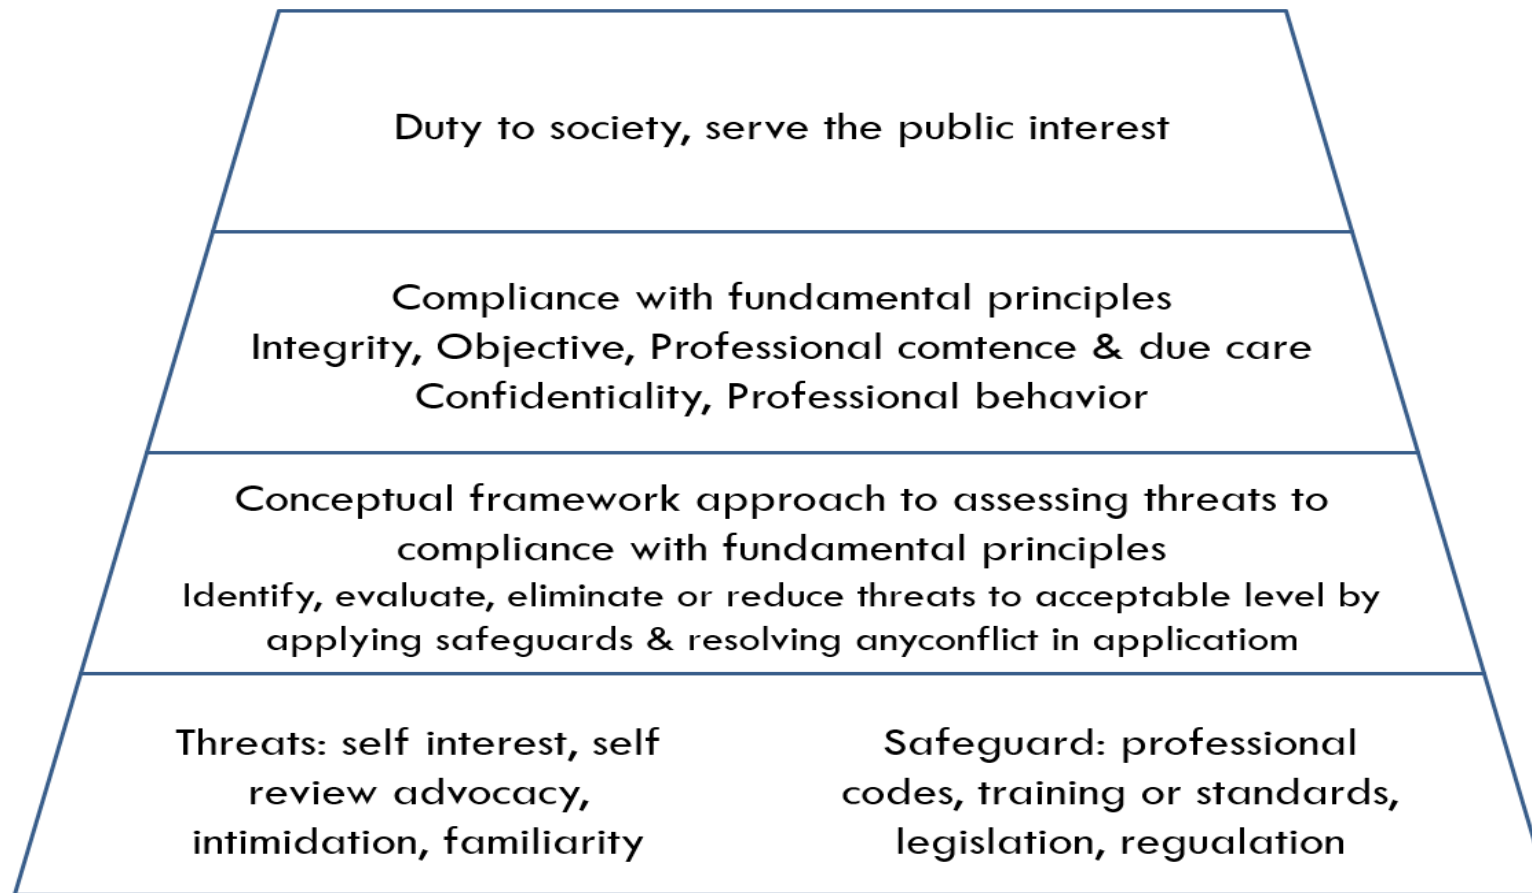 Duty to society, serve the public interest
Compliance with fundamental principles
Integrity, Objective, Professional comtence & due care
Confidentiality, Professional behavior
Conceptual framework approach to assessing threats to
compliance with fundamental principles
Identify, evaluate, eliminate or reduce threats to acceptable level by
applying safeguards & resolving anyconflict in applicatiom
Threats: self interest, self
review advocacy,
intimidation, familiarity
Safeguard: professional
codes, training or standards,
legislation, regualation